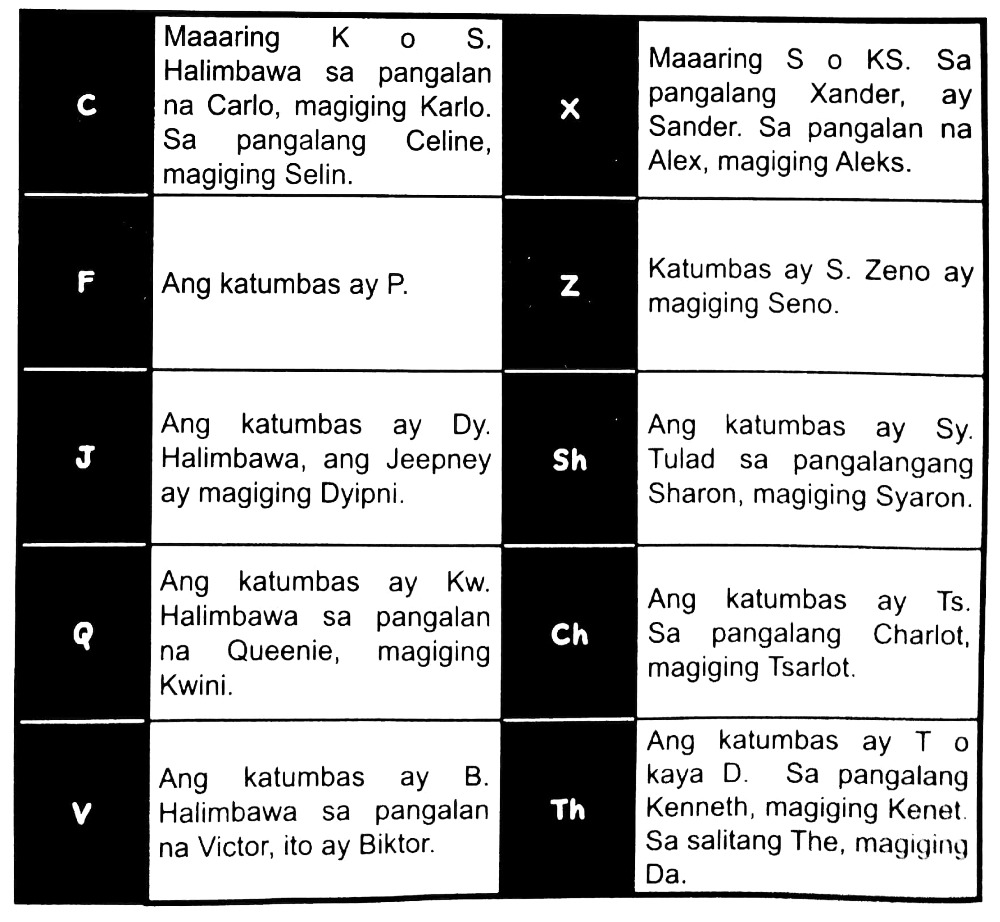 C
Maaaring K o S.
Halimbawa sa pangalan
na Carlo, magiging Karlo.
Sa pangalang Celine,
magiging Selin.
X
Maaaring S o KS. Sa
pangalang Xander, ay
Sander. Sa pangalan na
Alex, magiging Aleks.
F
Ang katumbas ay P.
Z
Katumbas ay S. Zeno ay
magiging Seno.
J
Ang katumbas ay Dy.
Halimbawa, ang Jeepney
ay magiging Dyipni.
Sh
Ang katumbas ay Sy.
Tulad sa pangalangang
Sharon, magiging Syaron.
Q
Ang katumbas ay Kw.
Halimbawa sa pangalan
na Queenie, magiging
Kwini.
Ch
Ang katumbas ay Ts.
Sa pangalang Charlot,
magiging Tsarlot.
V
Ang katumbas ay B.
Halimbawa sa pangalan
na Victor, ito ay Biktor.
Th
Ang katumbas ay T o
kaya D. Sa pangalang
Kenneth, magiging Kenet.
Sa salitang The, magiging
Da.